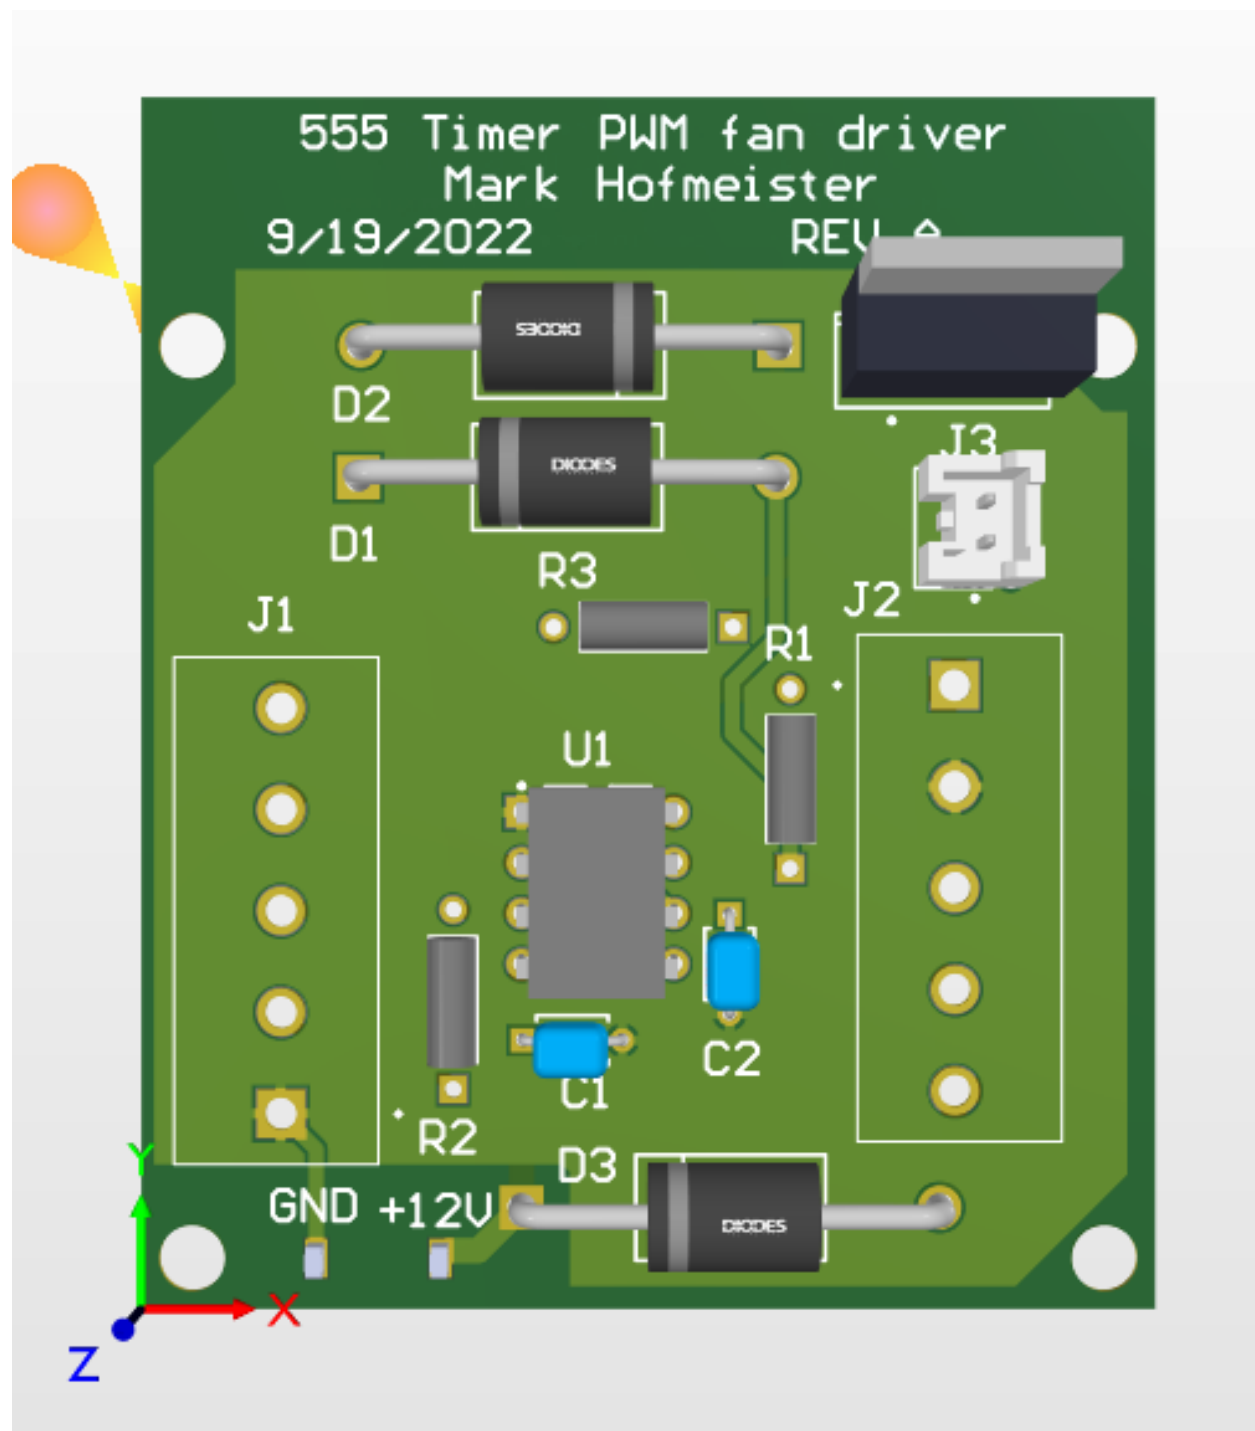 555 Timer PWM fan driver
Mark Hofmeister
9/19/2022 REV A
DIODES
D2
J3
DIODES
D1
R3
J2
J1
R1
U1
C2
C1
R2
D3
GND +12V
DIODES
Y
X
Z